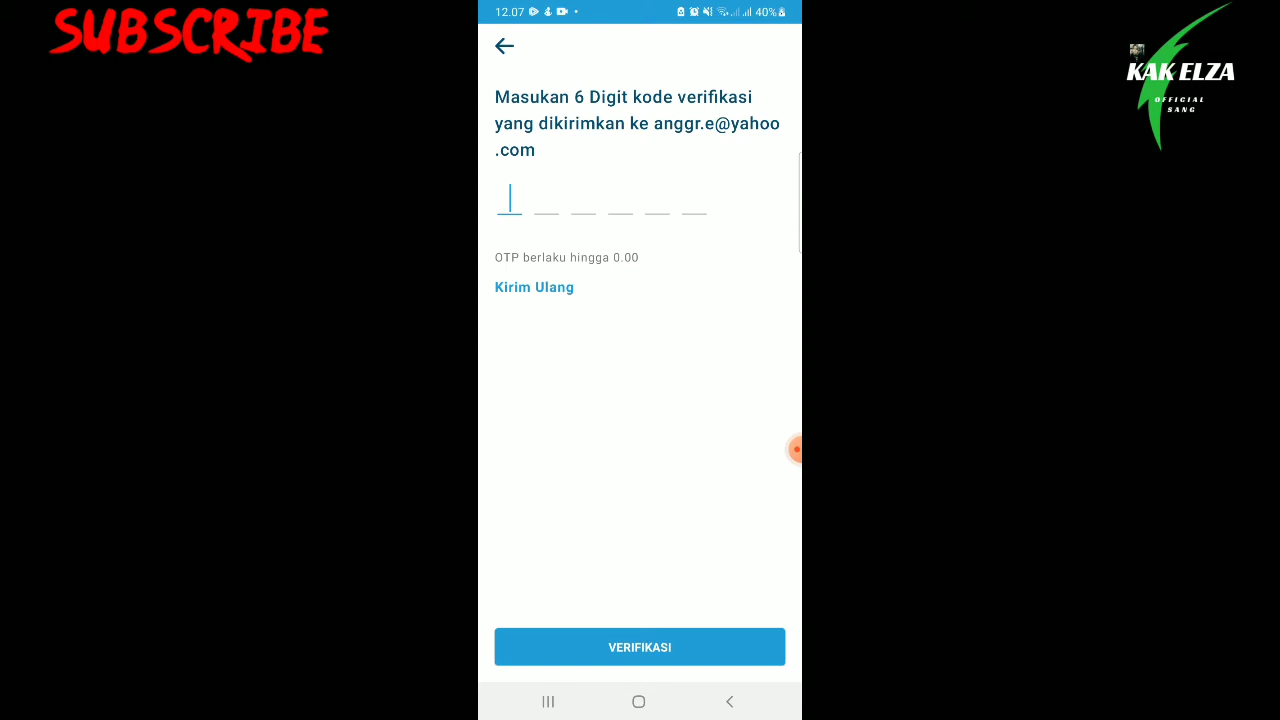 SUBSCRIBE
12.07
40%
KAK ELZA
OFFICIAL
SANG
Masukan 6 Digit kode verifikasi
yang dikirimkan ke anggr.e@yahoo
.com
OTP berlaku hingga 0.00
Kirim Ulang
VERIFIKASI